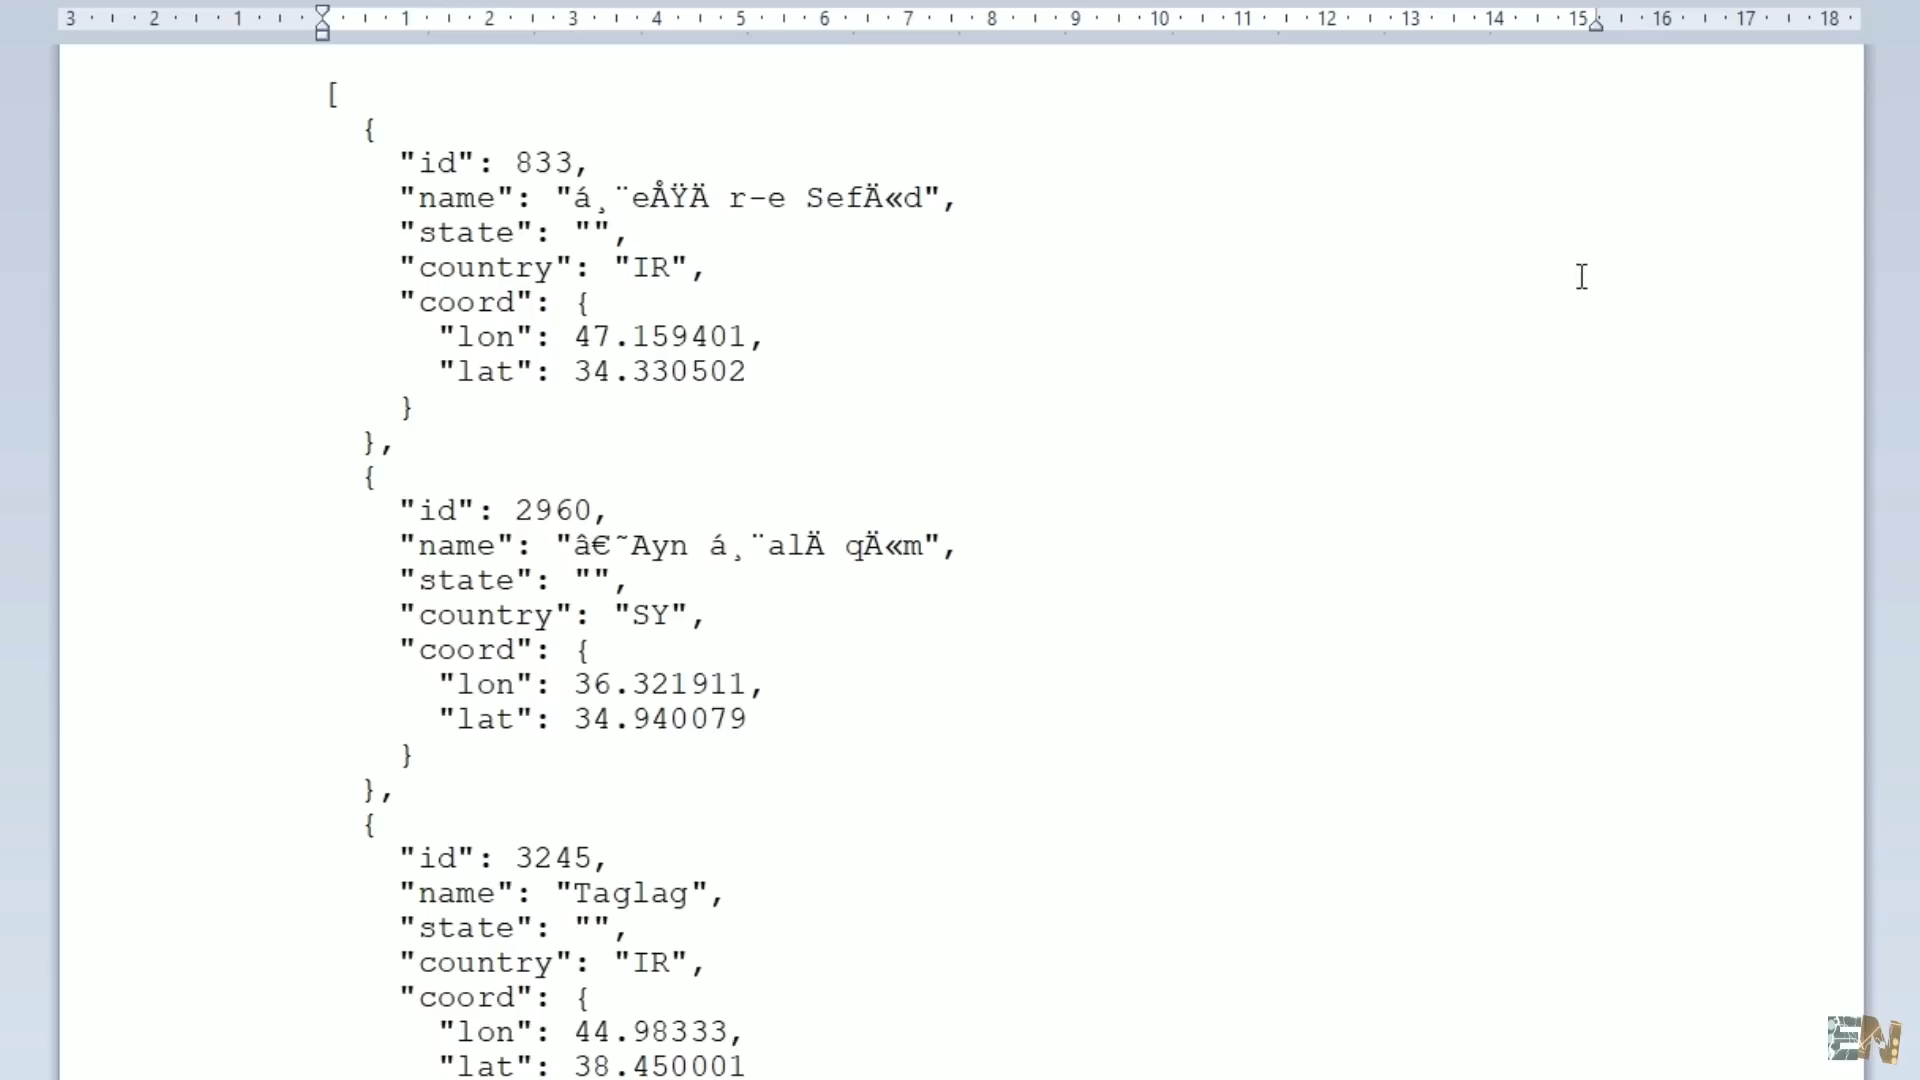 3 2 1 1 2 3 4 5 6 7 8 9 10 11 12 13 14 15 16 17 18
[
{
"id": 833,
"name": "á¸¨eÅŸÄ r-e SefÄ«d",
"state": "",
"country": "IR",
"coord": {
"lon": 47.159401,
"lat": 34.330502
}
},
{
"id": 2960,
"name": "â€˜Ayn á¸¨alÄ qÄ«m",
"state": "",
"country": "SY",
"coord": {
"lon": 36.321911,
"lat": 34.940079
}
},
{
"id": 3245,
"name": "Taglag",
"state": "",
"country": "IR",
"coord": {
"lon": 44.98333,
"lat": 38.450001
EN